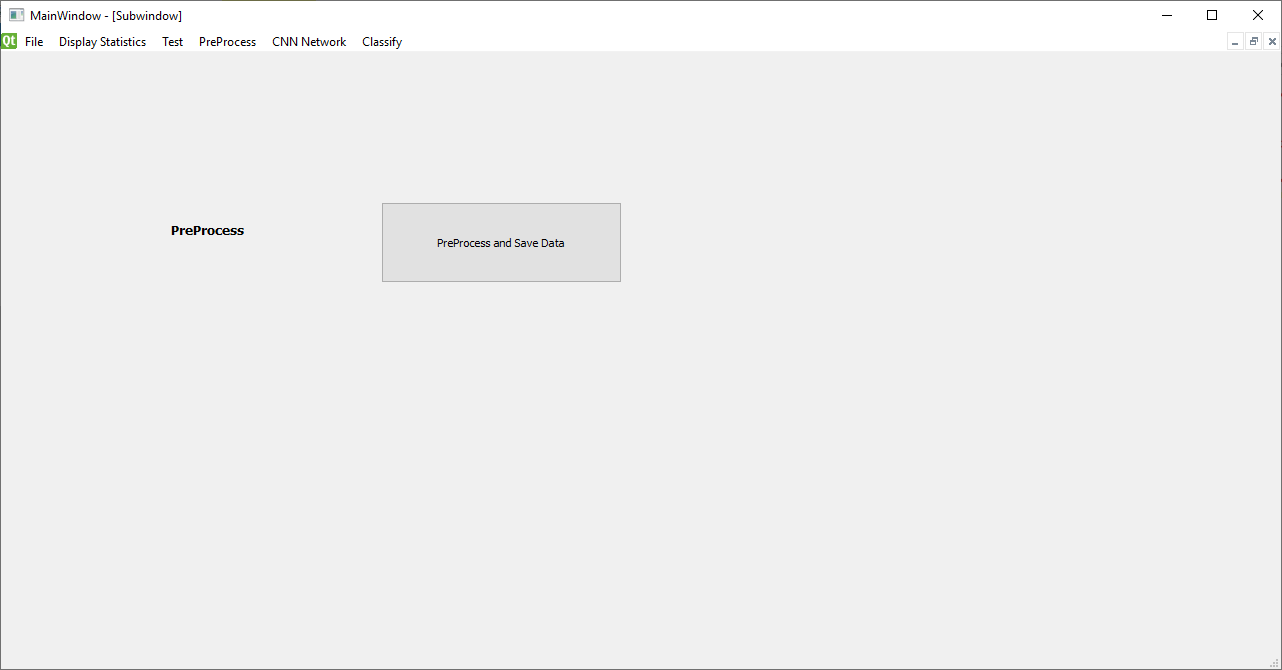 MainWindow - [Subwindow]
Qt File Display Statistics Test PreProcess CNN Network Classify
PreProcess
PreProcess and Save Data